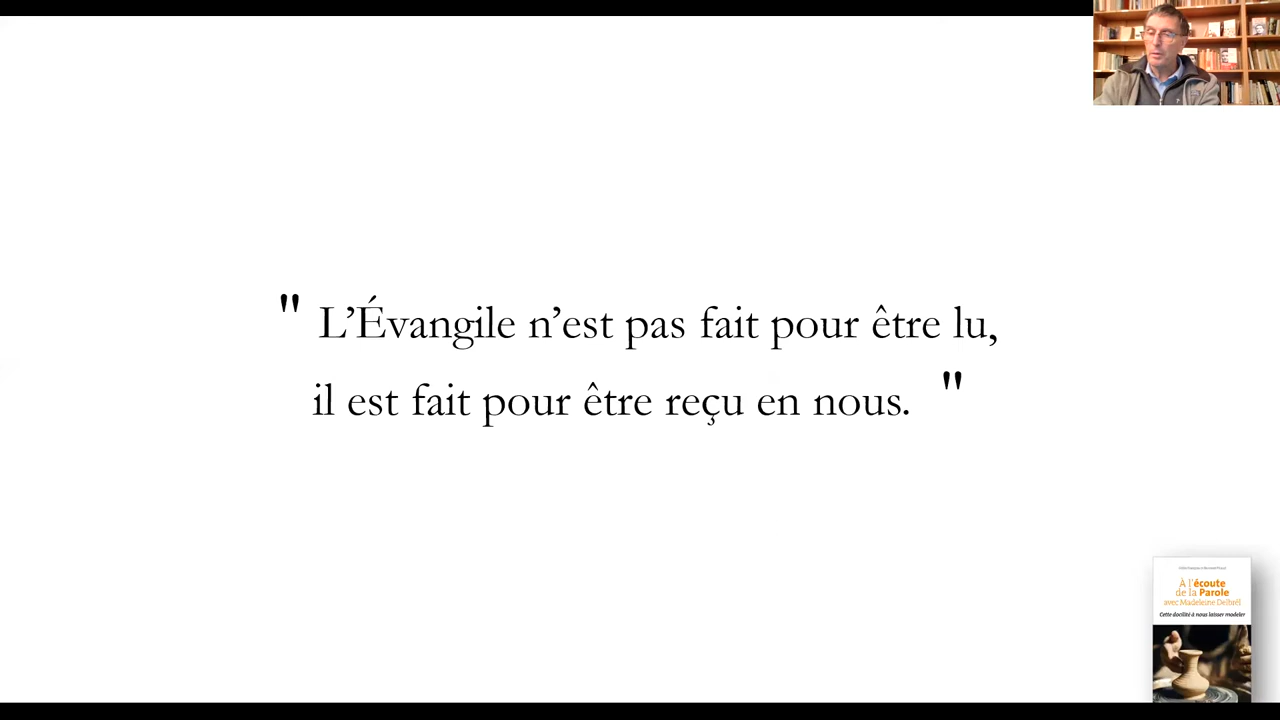 " L’Évangile n’est pas fait pour être lu,
il est fait pour être reçu en nous. "
À l'écoute
de la Parole
avec Madeleine Delbrêl
Cette docilité à nous laisser modeler